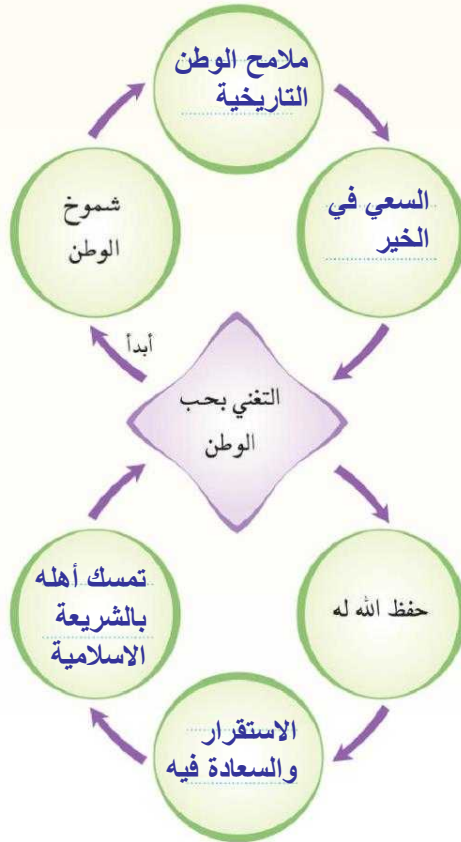 ملامح الوطن
التاريخية
السعي في
الخير
شموخ
الوطن
أبدأ
التغني بحب
الوطن
حفظ الله له
تمسك أهله
بالشريعة
الاسلامية
الاستقرار
والسعادة فيه